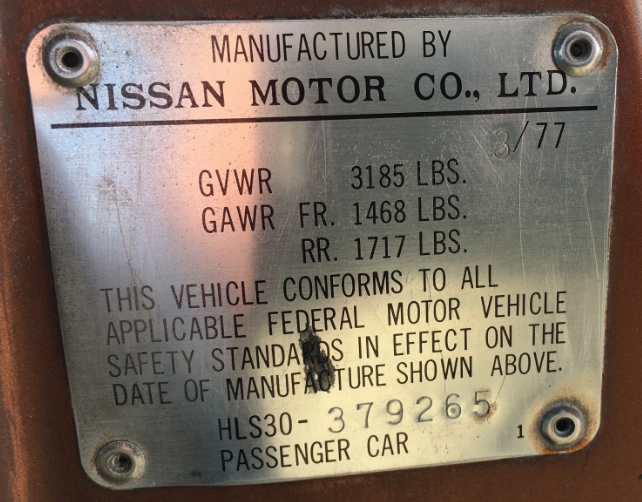 MANUFACTURED BY
NISSAN MOTOR CO., LTD.
3/77
GVWR 3185 LBS.
GAWR FR. 1468 LBS.
RR. 1717 LBS.
THIS VEHICLE CONFORMS TO ALL
APPLICABLE FEDERAL MOTOR VEHICLE
SAFETY STANDARDS IN EFFECT ON THE
DATE OF MANUFACTURE SHOWN ABOVE.
HLS30-379265
PASSENGER CAR 1